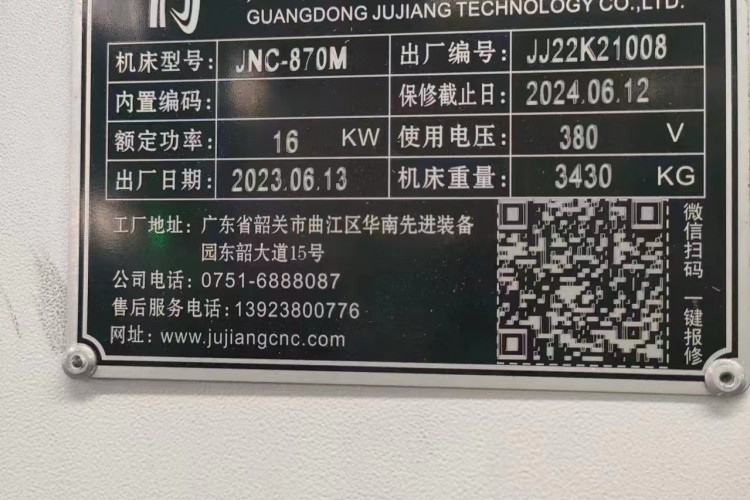 GUANGDONG JUJIANG TECHNOLOGY CO.,LTD.
机床型号: JNC-870M 出厂编号: JJ22K21008
内置编码: 保修截止日: 2024.06.12
额定功率: 16 KW 使用电压: 380 V
出厂日期: 2023.06.13 机床重量: 3430 KG
工厂地址: 广东省韶关市曲江区华南先进装备
园东韶大道15号
公司电话: 0751-6888087
售后服务电话: 13923800776
网址: www.jujiangcnc.com
微信扫码 一键报修